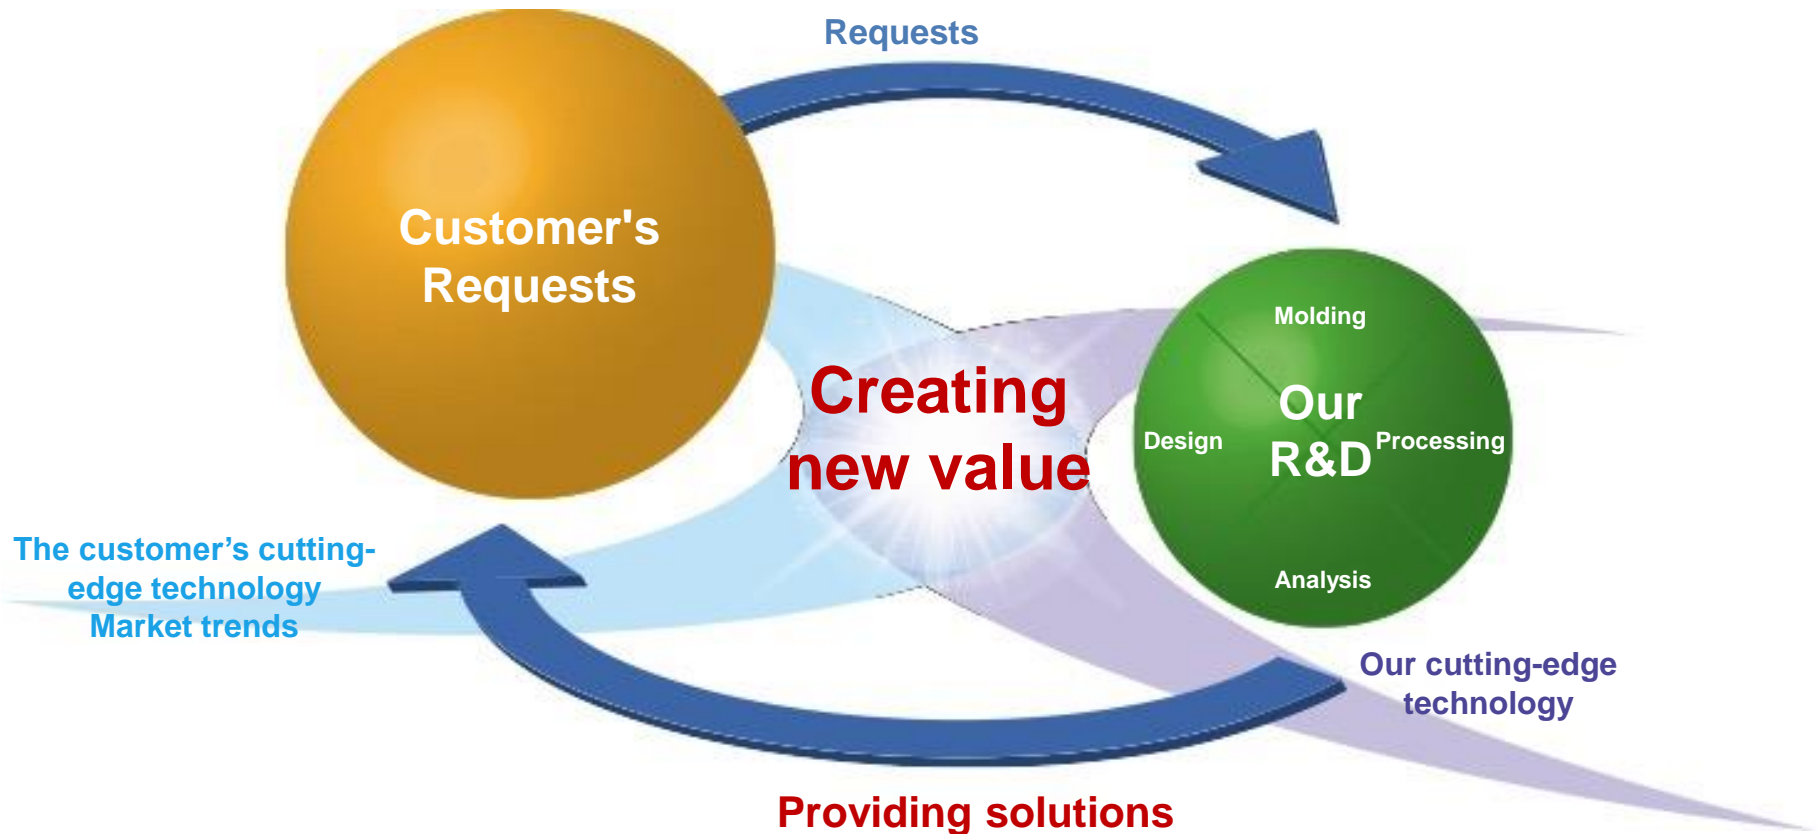 Requests
Customer's
Requests
Molding
Creating
new value
Our
R&D
Design
Processing
Analysis
The customer’s cutting-
edge technology
Market trends
Our cutting-edge
technology
Providing solutions